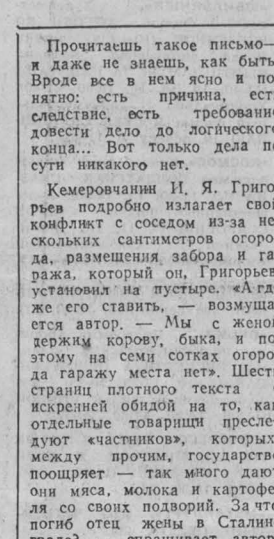 Прочитаешь такое письмо—
и даже не знаешь, как быть
Вроде все в нем ясно и по
нятно: есть причина, ест
следствие, есть требовани
довести дело до логического
конца... Вот только дела п
сути никакого нет.
Кемеровчанин И. Я. Григо
рьев подробно излагает сво
конфликт с соседом из-за не
скольких сантиметров огоро
да, размещения забора и га
ража, который он, Григорьев
установил на пустыре. «А гд
же его ставить, — возмуща
ется автор. — Мы с жено
держим корову, быка, и по
этому на семи сотках огоро
да гаражу места нет». Шест
страниц плотного текста
искренней обидой на то, ка
отдельные товарищи пресле
дуют «частников», которых
между прочим, государств
поощряет — так много даю
они мяса, молока и картофе
ля со своих подворий. За чт
погиб отец жены в Сталин